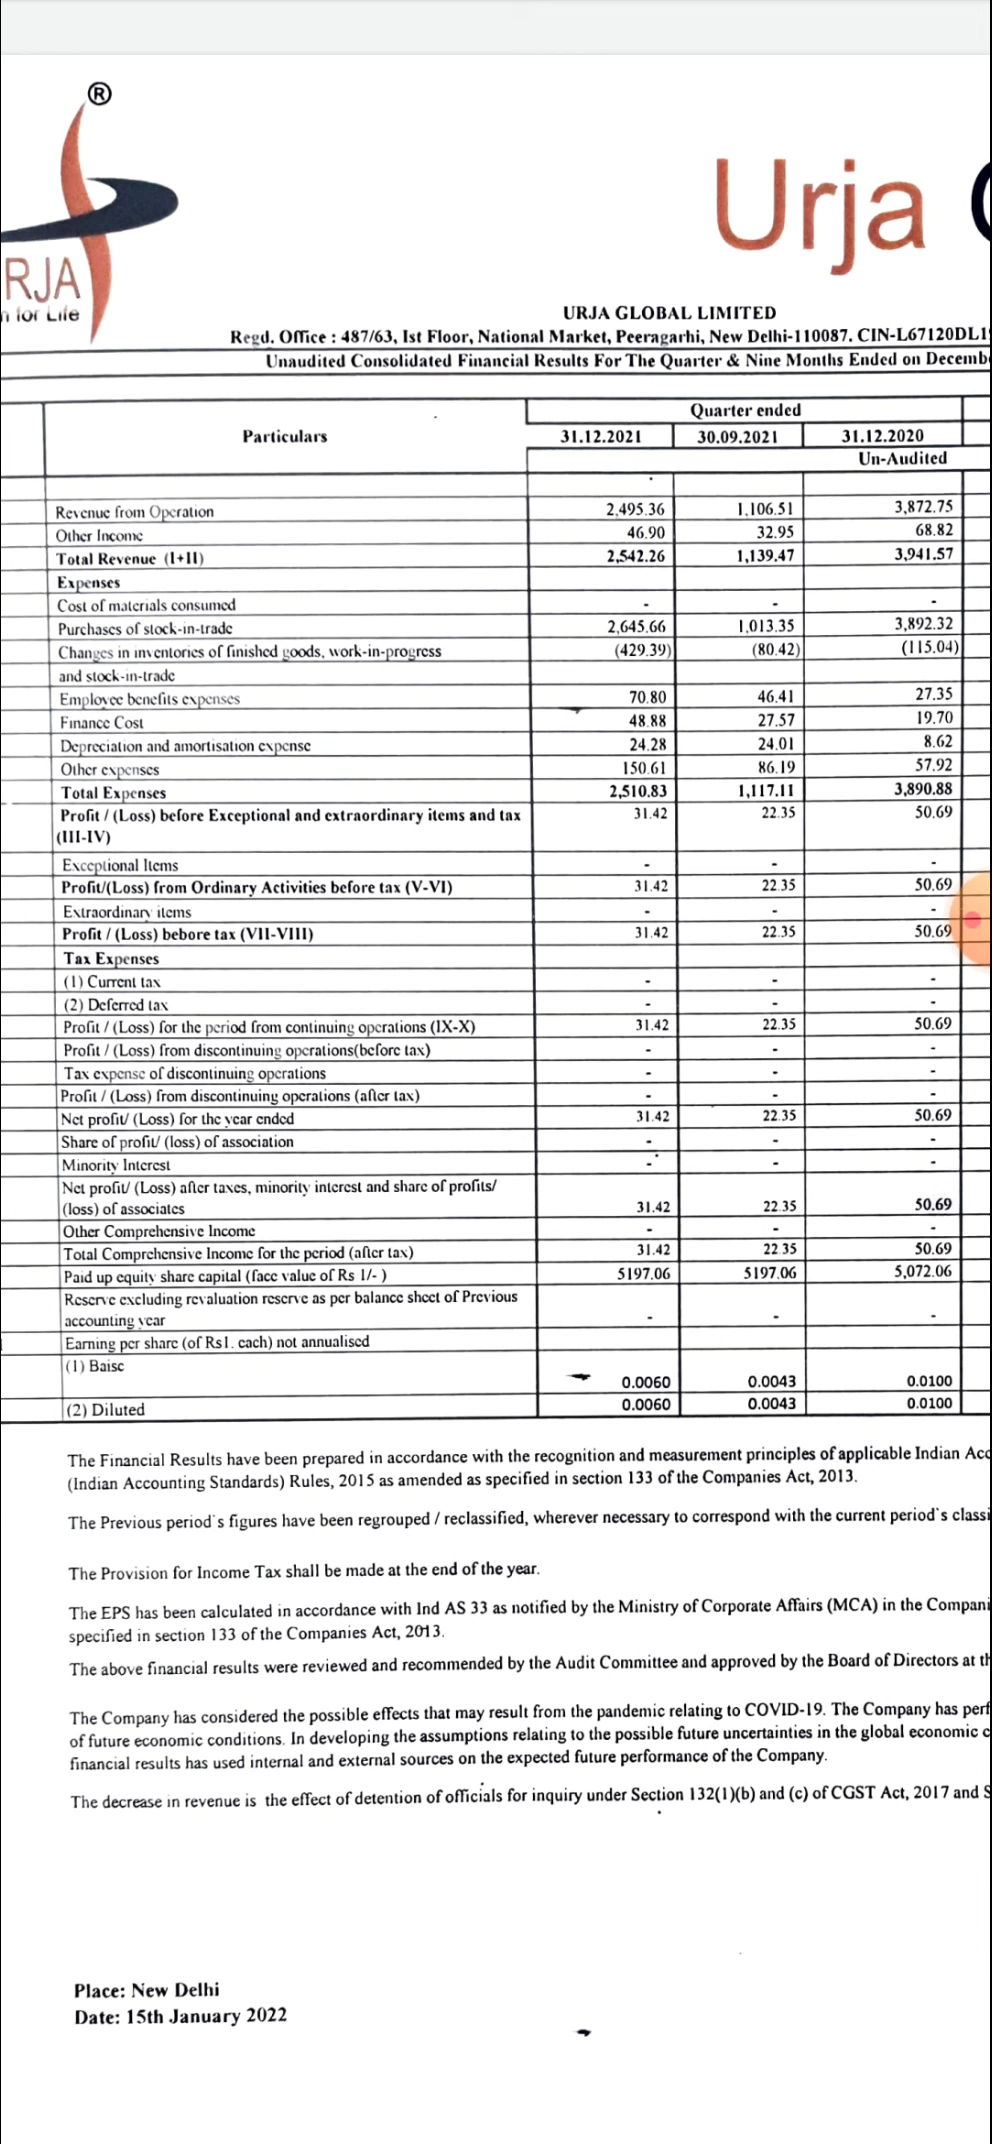 ®
Urja
RJA
n for Life
URJA GLOBAL LIMITED
Regd. Office : 487/63, Ist Floor, National Market, Peeragarhi, New Delhi-110087. CIN-L67120DL1
Unaudited Consolidated Financial Results For The Quarter & Nine Months Ended on Decemb
Quarter ended
Particulars 31.12.2021 30.09.2021 31.12.2020
Un-Audited
Revenue from Operation 2,495.36 1,106.51 3,872.75
Other Income 46.90 32.95 68.82
Total Revenue (I+II) 2,542.26 1,139.47 3,941.57
Expenses
Cost of materials consumed - - -
Purchases of stock-in-trade 2,645.66 1,013.35 3,892.32
Changes in inventories of finished goods, work-in-progress (429.39) (80.42) (115.04)
and stock-in-trade
Employee benefits expenses 70.80 46.41 27.35
Finance Cost 48.88 27.57 19.70
Depreciation and amortisation expense 24.28 24.01 8.62
Other expenses 150.61 86.19 57.92
Total Expenses 2,510.83 1,117.11 3,890.88
Profit / (Loss) before Exceptional and extraordinary items and tax 31.42 22.35 50.69
(III-IV)
Exceptional Items - - -
Profit/(Loss) from Ordinary Activities before tax (V-VI) 31.42 22.35 50.69
Extraordinary items - - -
Profit / (Loss) bebore tax (VII-VIII) 31.42 22.35 50.69
Tax Expenses
(1) Current tax - - -
(2) Deferred tax - - -
Profit / (Loss) for the period from continuing operations (IX-X) 31.42 22.35 50.69
Profit / (Loss) from discontinuing operations(before tax) - - -
Tax expense of discontinuing operations - - -
Profit / (Loss) from discontinuing operations (after tax) - - -
Net profit/ (Loss) for the year ended 31.42 22.35 50.69
Share of profit/ (loss) of association - - -
Minority Interest - - -
Net profit/ (Loss) after taxes, minority interest and share of profits/
(loss) of associates 31.42 22.35 50.69
Other Comprehensive Income - - -
Total Comprehensive Income for the period (after tax) 31.42 22.35 50.69
Paid up equity share capital (face value of Rs 1/- ) 5197.06 5197.06 5,072.06
Reserve excluding revaluation reserve as per balance sheet of Previous
accounting year - - -
Earning per share (of Rs1. each) not annualised
(1) Baisc 0.0060 0.0043 0.0100
(2) Diluted 0.0060 0.0043 0.0100
The Financial Results have been prepared in accordance with the recognition and measurement principles of applicable Indian Acc
(Indian Accounting Standards) Rules, 2015 as amended as specified in section 133 of the Companies Act, 2013.
The Previous period's figures have been regrouped / reclassified, wherever necessary to correspond with the current period's classi
The Provision for Income Tax shall be made at the end of the year.
The EPS has been calculated in accordance with Ind AS 33 as notified by the Ministry of Corporate Affairs (MCA) in the Compani
specified in section 133 of the Companies Act, 2013.
The above financial results were reviewed and recommended by the Audit Committee and approved by the Board of Directors at th
The Company has considered the possible effects that may result from the pandemic relating to COVID-19. The Company has perf
of future economic conditions. In developing the assumptions relating to the possible future uncertainties in the global economic c
financial results has used internal and external sources on the expected future performance of the Company.
The decrease in revenue is the effect of detention of officials for inquiry under Section 132(1)(b) and (c) of CGST Act, 2017 and S
Place: New Delhi
Date: 15th January 2022